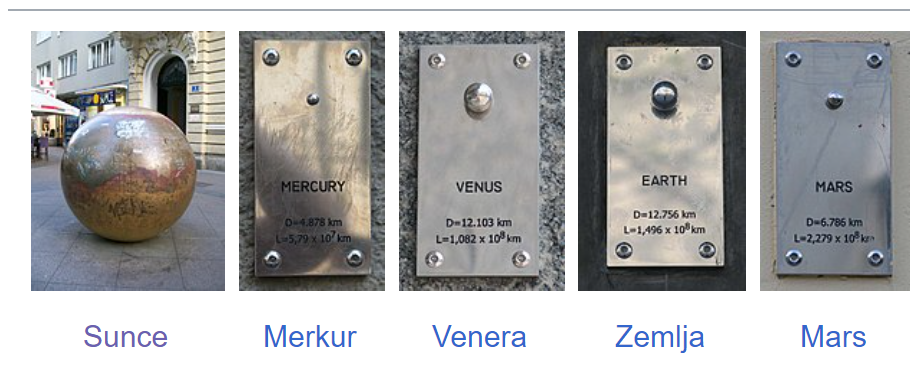 MERCURY
D=4.878 km
L=5,79 x 10⁷ km
VENUS
D=12.103 km
L=1,082 x 10⁸ km
EARTH
D=12.756 km
L=1,496 x 10⁸ km
MARS
D=6.786 km
L=2,279 x 10⁸ km
Sunce
Merkur
Venera
Zemlja
Mars